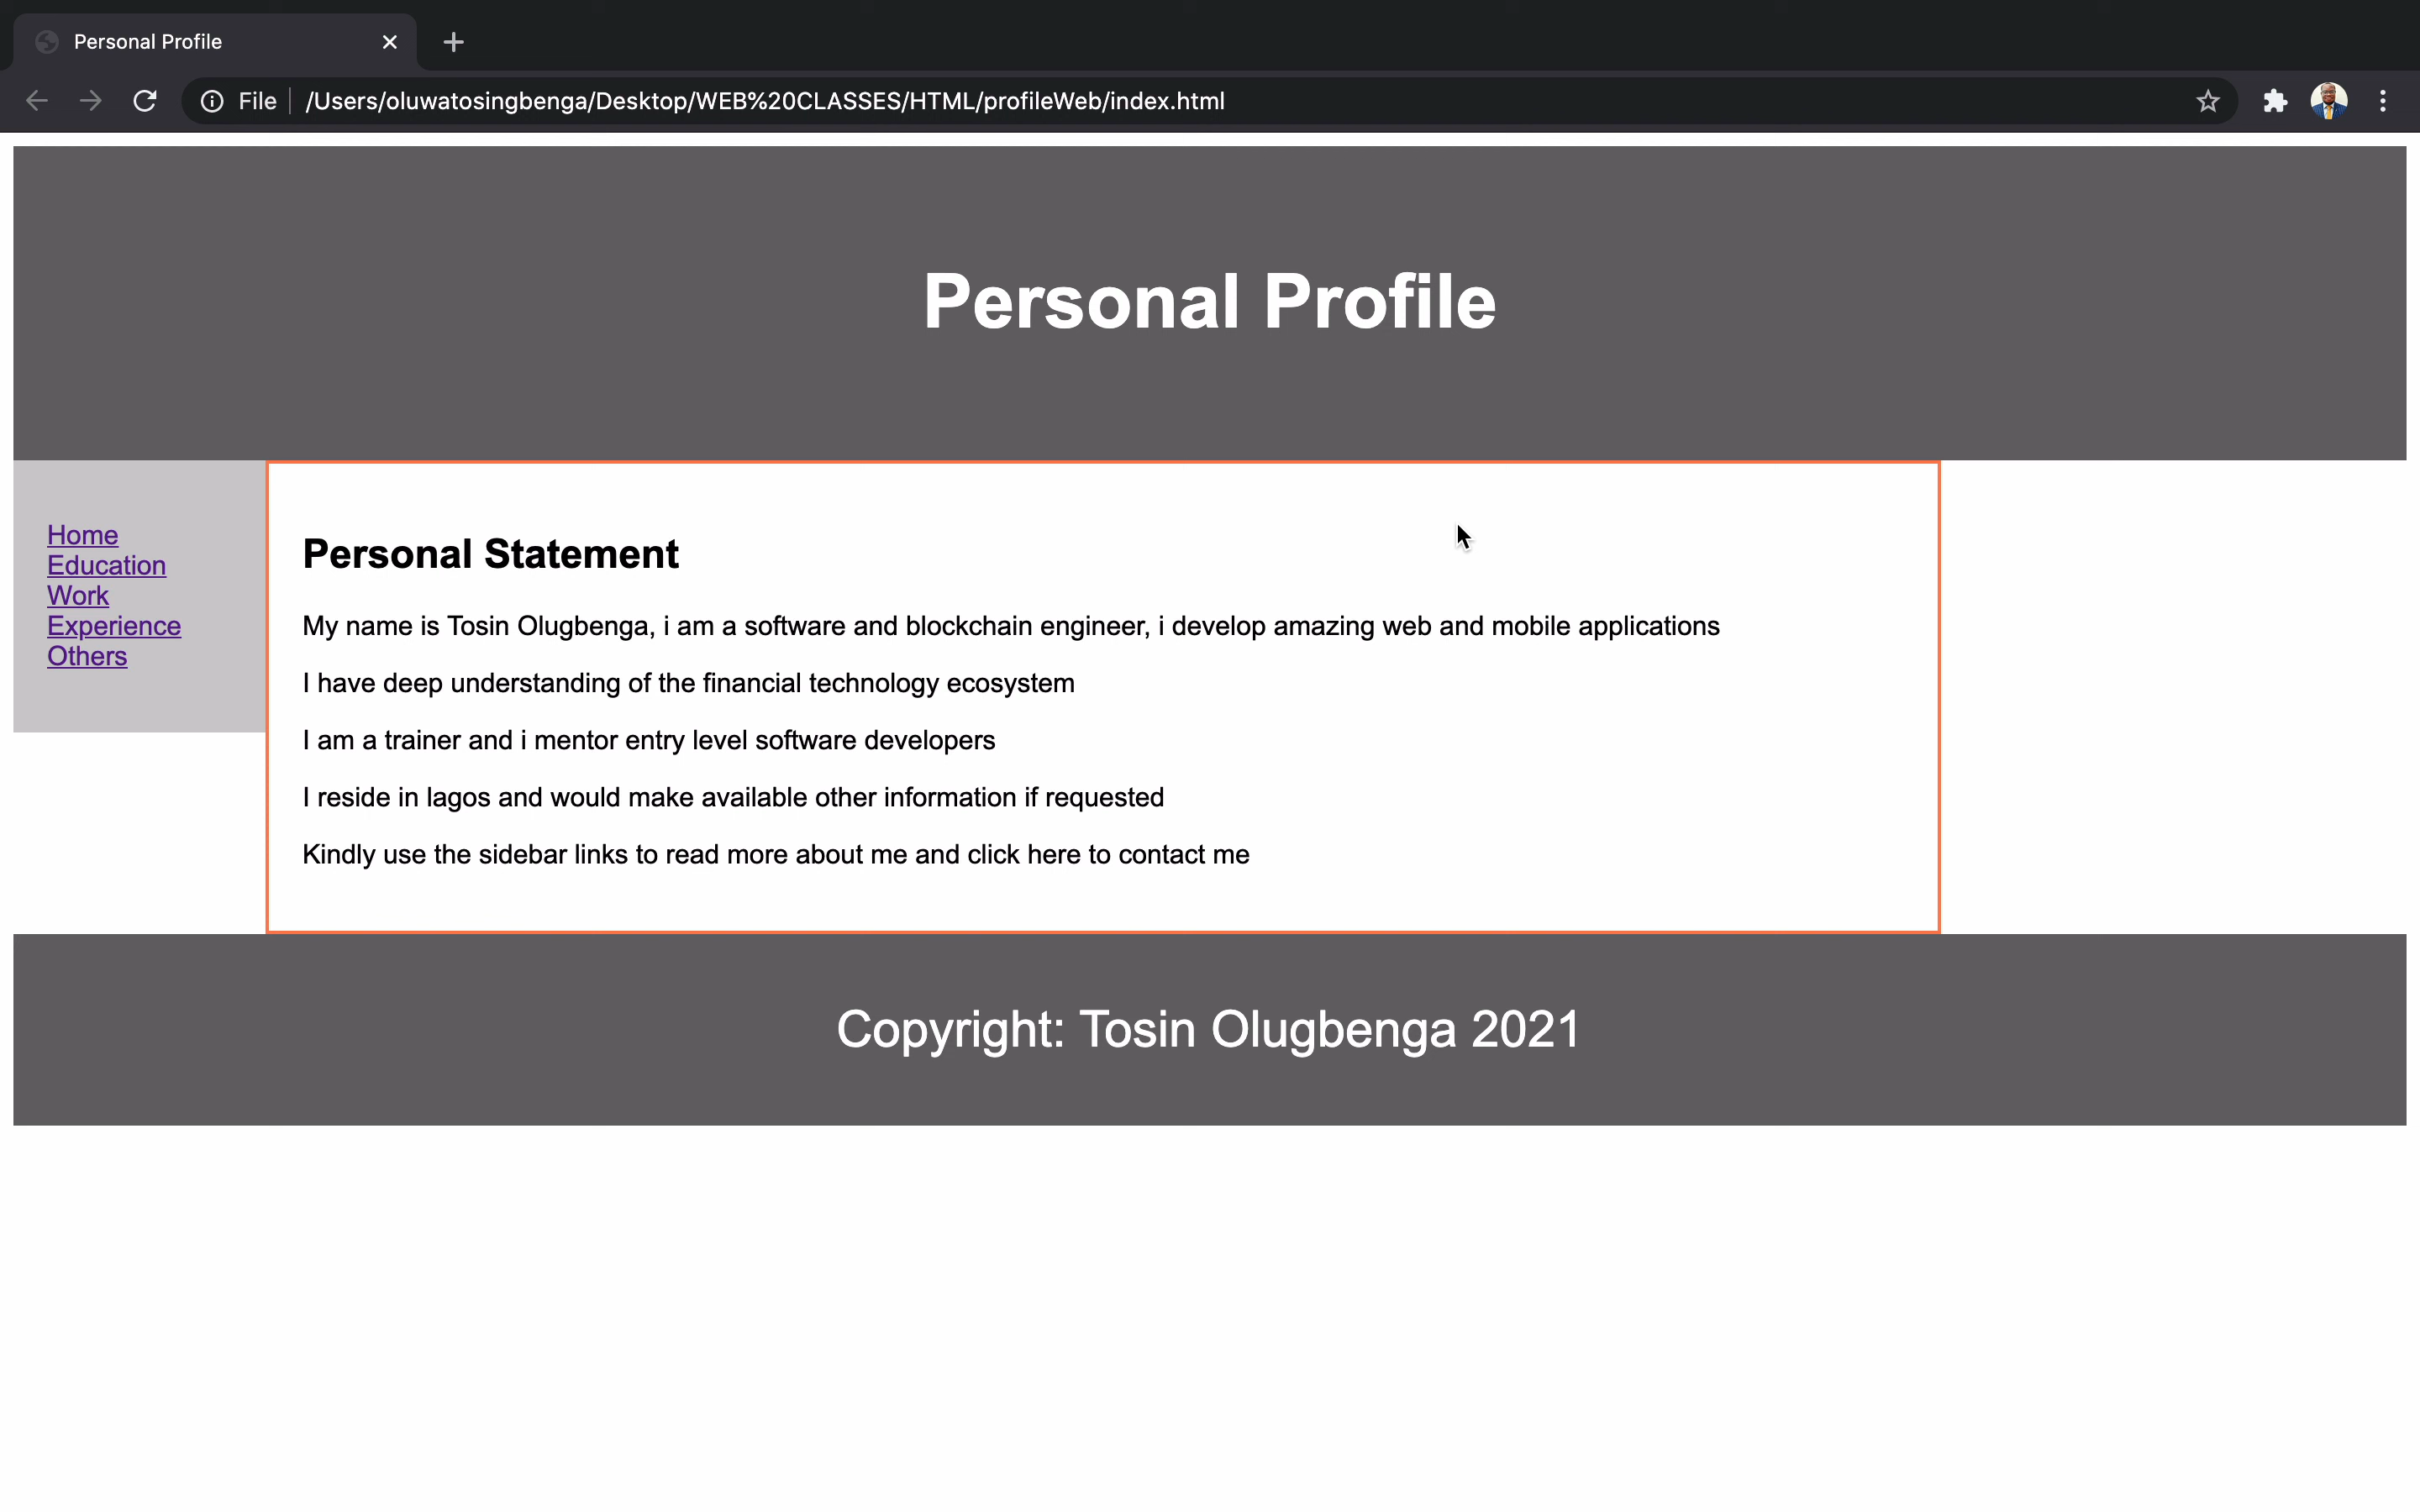 Personal Profile
File /Users/oluwatosingbenga/Desktop/WEB%20CLASSES/HTML/profileWeb/index.html
Personal Profile
Home
Education
Work
Experience
Others
Personal Statement
My name is Tosin Olugbenga, i am a software and blockchain engineer, i develop amazing web and mobile applications
I have deep understanding of the financial technology ecosystem
I am a trainer and i mentor entry level software developers
I reside in lagos and would make available other information if requested
Kindly use the sidebar links to read more about me and click here to contact me
Copyright: Tosin Olugbenga 2021